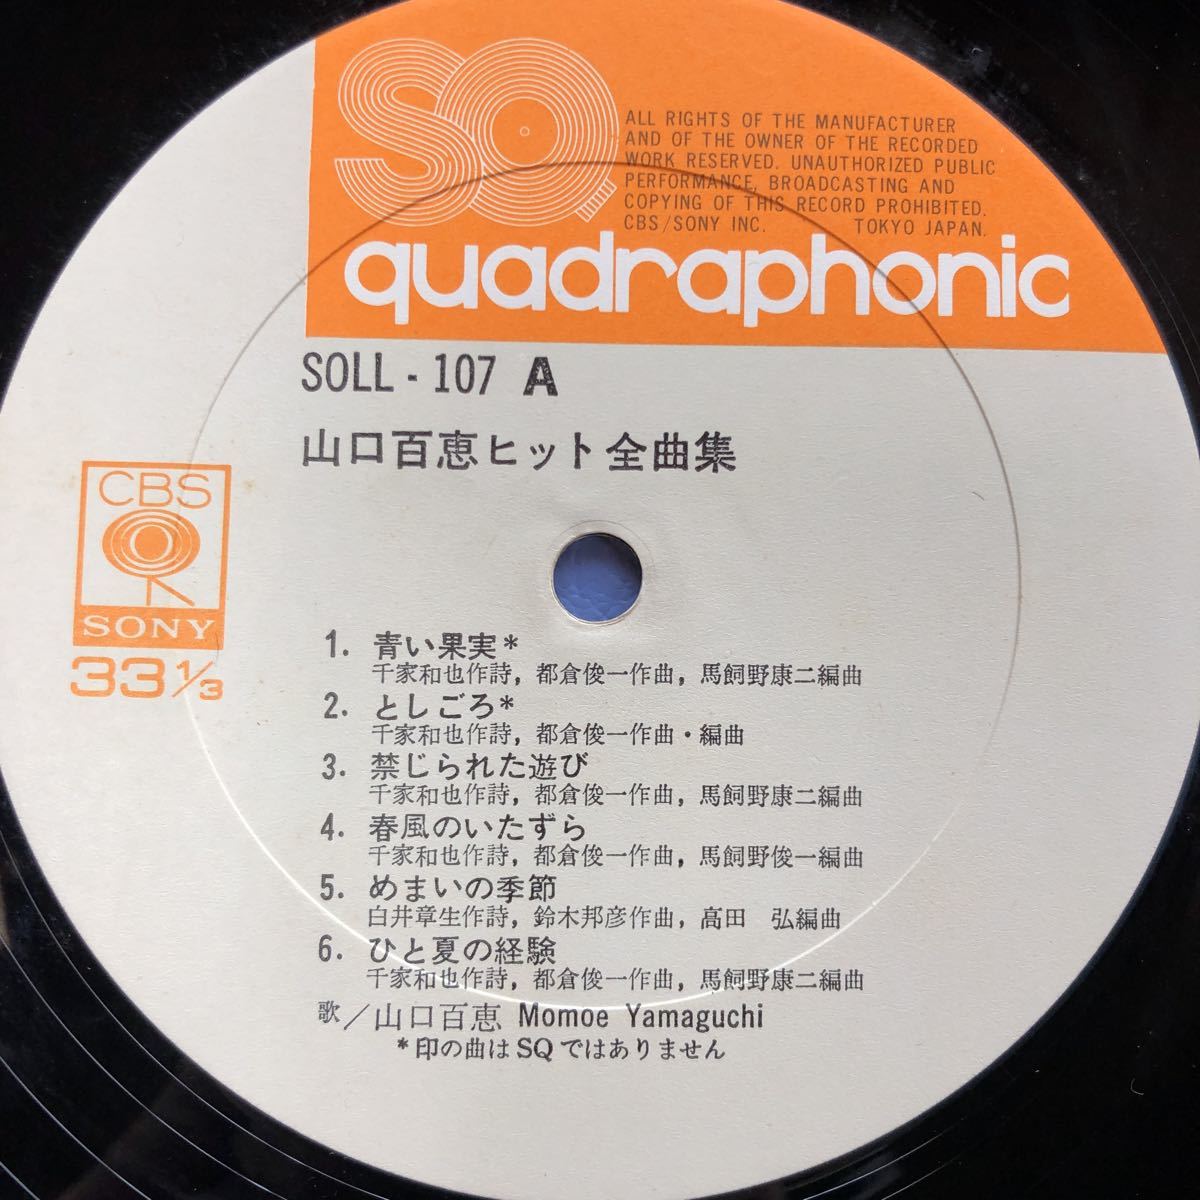 SQ
ALL RIGHTS OF THE MANUFACTURER
AND OF THE OWNER OF THE RECORDED
WORK RESERVED. UNAUTHORIZED PUBLIC
PERFORMANCE, BROADCASTING AND
COPYING OF THIS RECORD PROHIBITED.
CBS/SONY INC. TOKYO JAPAN.
quadraphonic
SOLL - 107 A
山口百恵ヒット全曲集
CBS
SONY
33 1/3
1. 青い果実*
千家和也作詩, 都倉俊一作曲, 馬飼野康二編曲
2. としごろ*
千家和也作詩, 都倉俊一作曲・編曲
3. 禁じられた遊び
千家和也作詩, 都倉俊一作曲, 馬飼野康二編曲
4. 春風のいたずら
千家和也作詩, 都倉俊一作曲, 馬飼野俊一編曲
5. めまいの季節
白井章生作詩, 鈴木邦彦作曲, 高田 弘編曲
6. ひと夏の経験
千家和也作詩, 都倉俊一作曲, 馬飼野康二編曲
歌/山口百恵 Momoe Yamaguchi
*印の曲はSQではありません